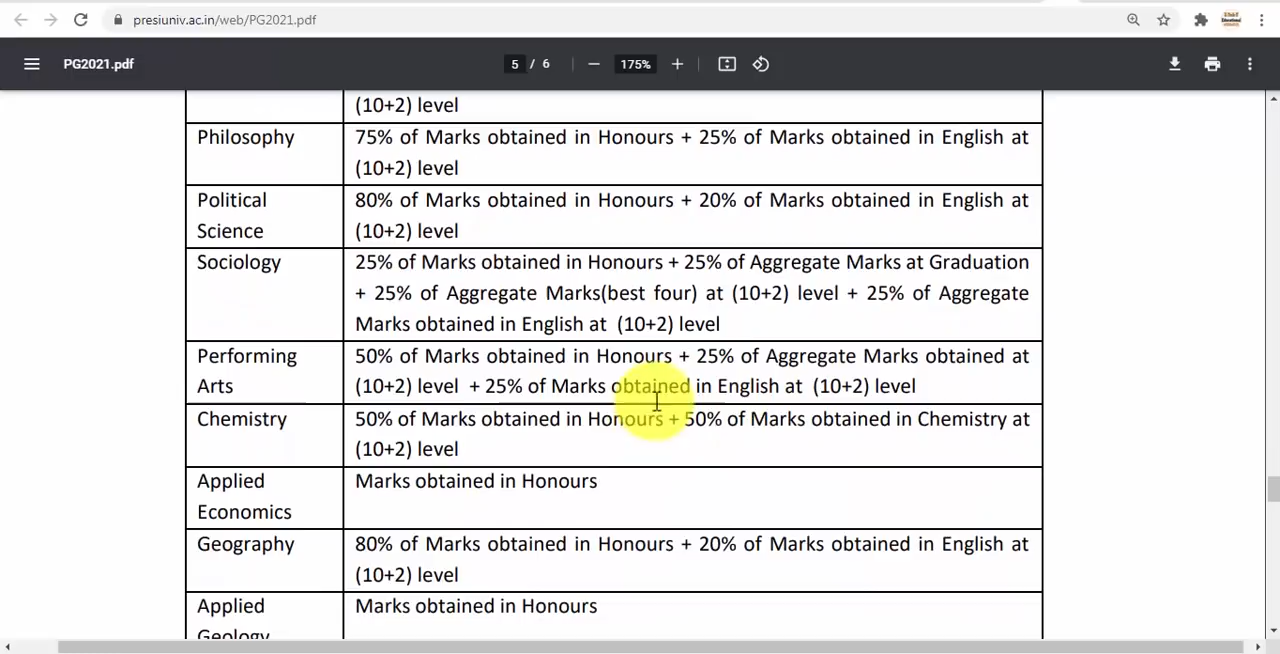 presiuniv.ac.in/web/PG2021.pdf
PG2021.pdf
5 / 6
175%
(10+2) level
Philosophy
75% of Marks obtained in Honours + 25% of Marks obtained in English at
(10+2) level
Political
Science
80% of Marks obtained in Honours + 20% of Marks obtained in English at
(10+2) level
Sociology
25% of Marks obtained in Honours + 25% of Aggregate Marks at Graduation
+ 25% of Aggregate Marks(best four) at (10+2) level + 25% of Aggregate
Marks obtained in English at (10+2) level
Performing
Arts
50% of Marks obtained in Honours + 25% of Aggregate Marks obtained at
(10+2) level + 25% of Marks obtained in English at (10+2) level
Chemistry
50% of Marks obtained in Honours + 50% of Marks obtained in Chemistry at
(10+2) level
Applied
Economics
Marks obtained in Honours
Geography
80% of Marks obtained in Honours + 20% of Marks obtained in English at
(10+2) level
Applied
Geology
Marks obtained in Honours